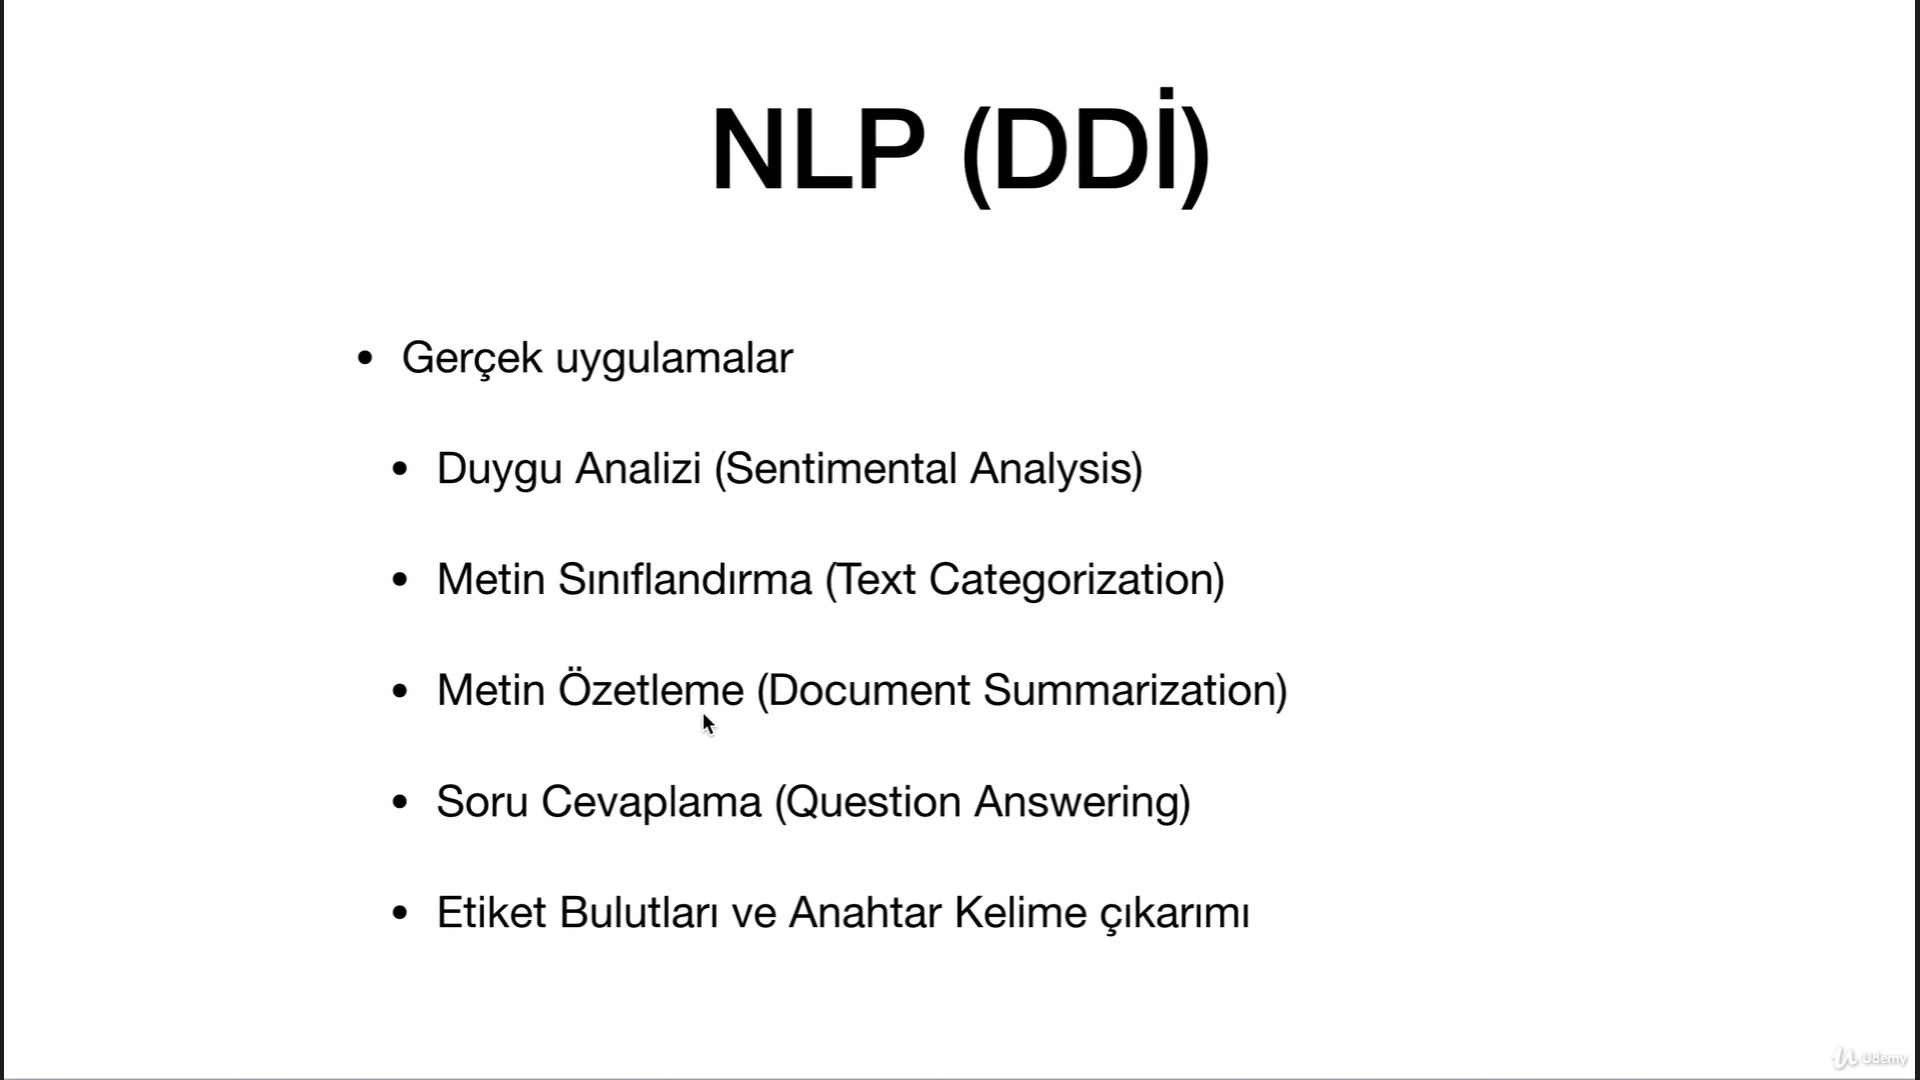 NLP (DDİ)
• Gerçek uygulamalar
• Duygu Analizi (Sentimental Analysis)
• Metin Sınıflandırma (Text Categorization)
• Metin Özetleme (Document Summarization)
• Soru Cevaplama (Question Answering)
• Etiket Bulutları ve Anahtar Kelime çıkarımı
Udemy